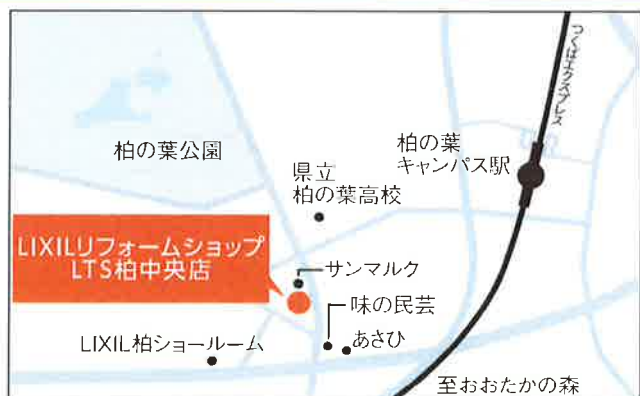 つくばエクスプレス
柏の葉公園
柏の葉
キャンパス駅
県立
柏の葉高校
LIXILリフォームショップ
LTS柏中央店
サンマルク
味の民芸
あさひ
LIXIL柏ショールーム
至おおたかの森